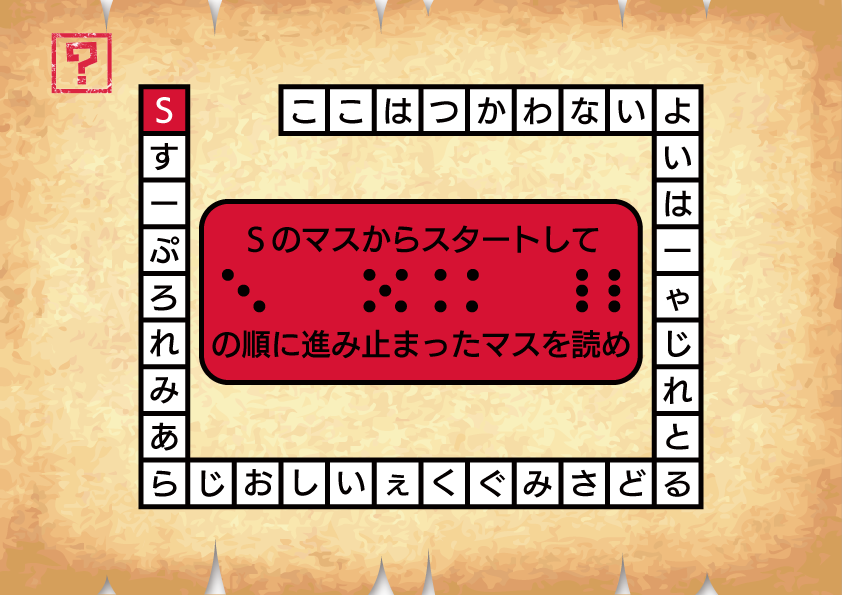 ?
Sすーぷろれみあら
じおしいぇくぐみさどる
とれじゃーはいよ
いなわかつはここ
Sのマスからスタートして
の順に進み止まったマスを読め